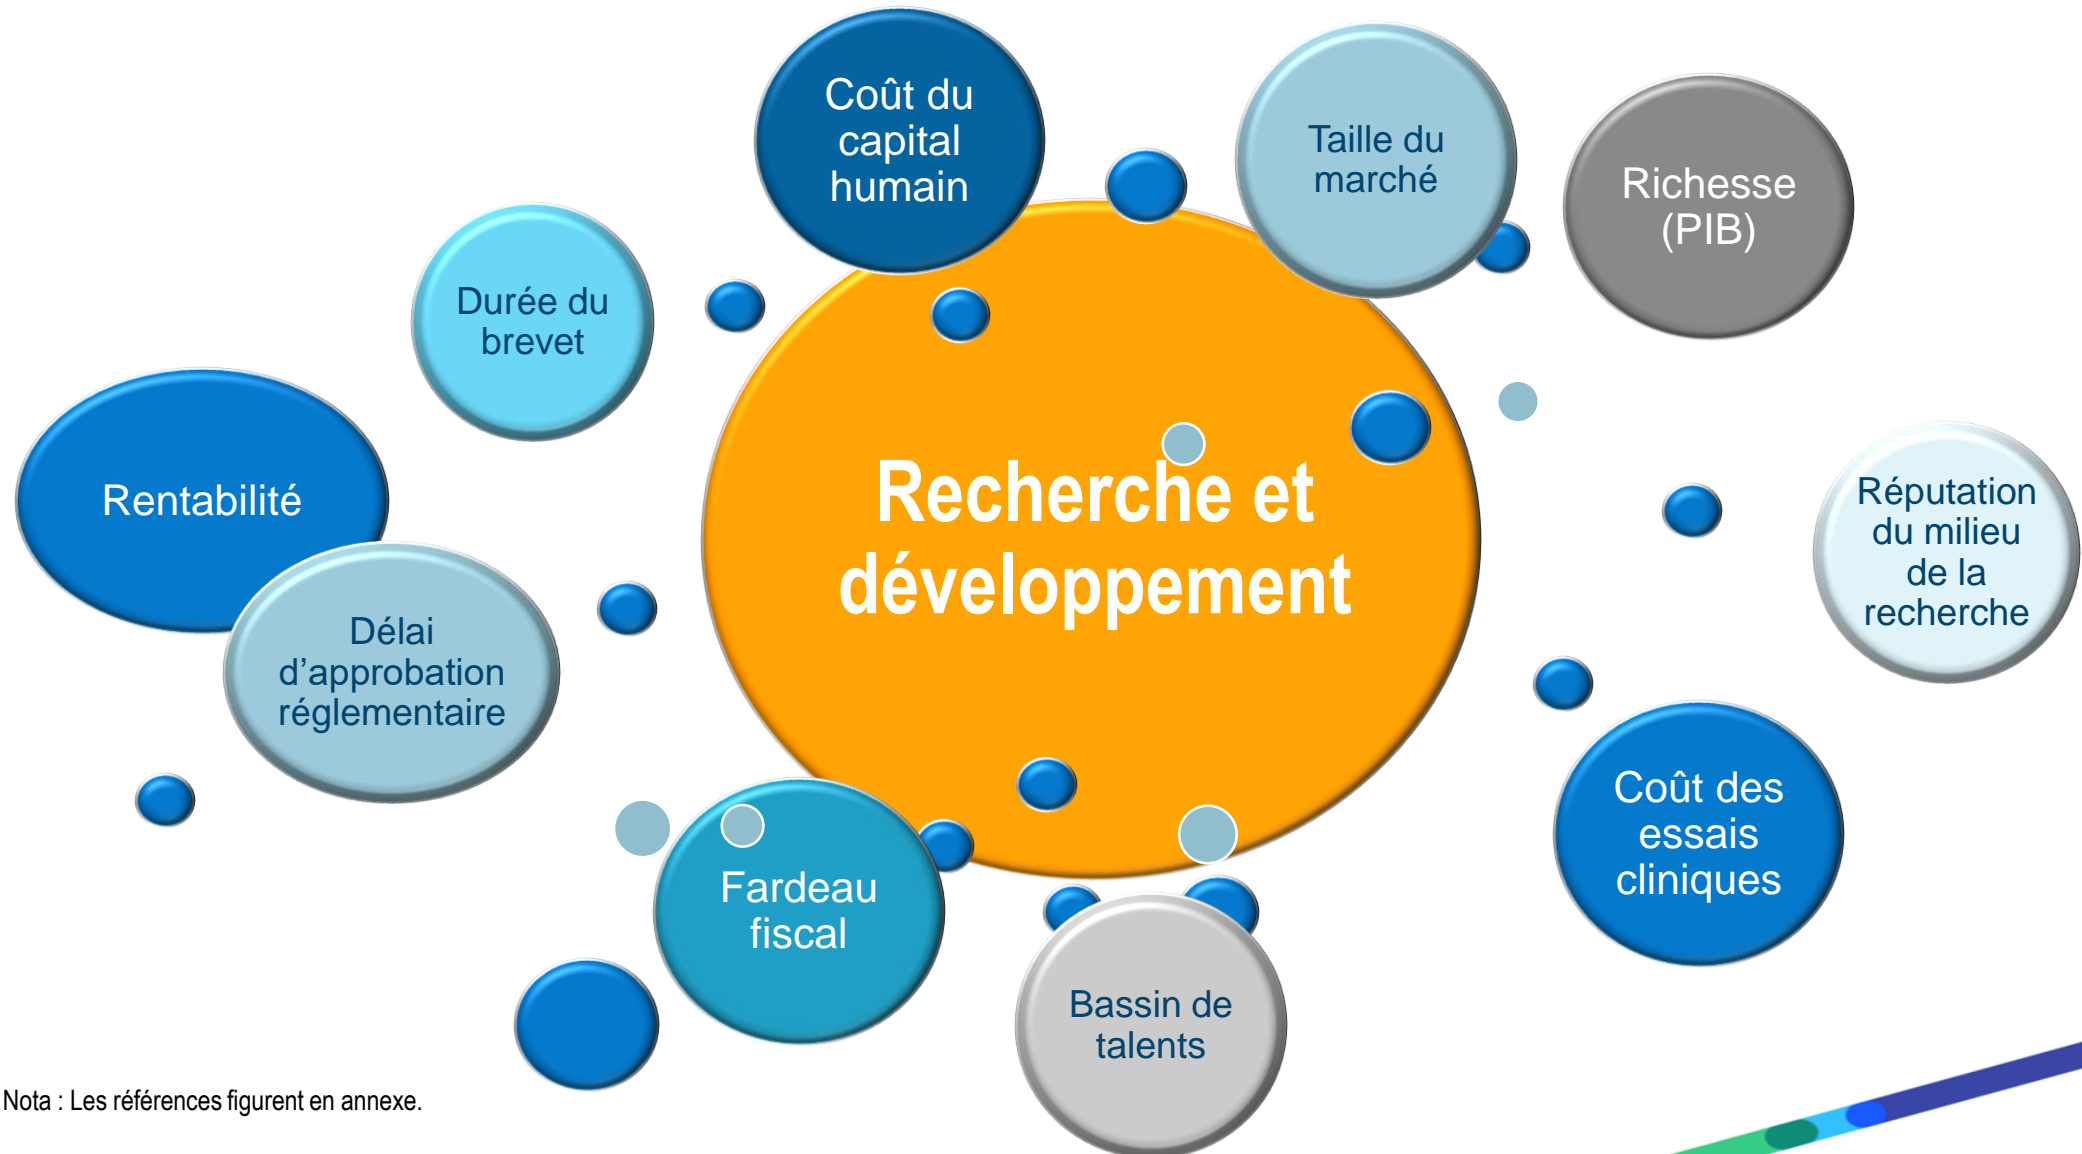 Coût du
capital
humain
Taille du
marché
Richesse
(PIB)
Durée du
brevet
Rentabilité
Recherche et
développement
Réputation
du milieu
de la
recherche
Délai
d’approbation
réglementaire
Coût des
essais
cliniques
Fardeau
fiscal
Bassin de
talents
Nota : Les références figurent en annexe.